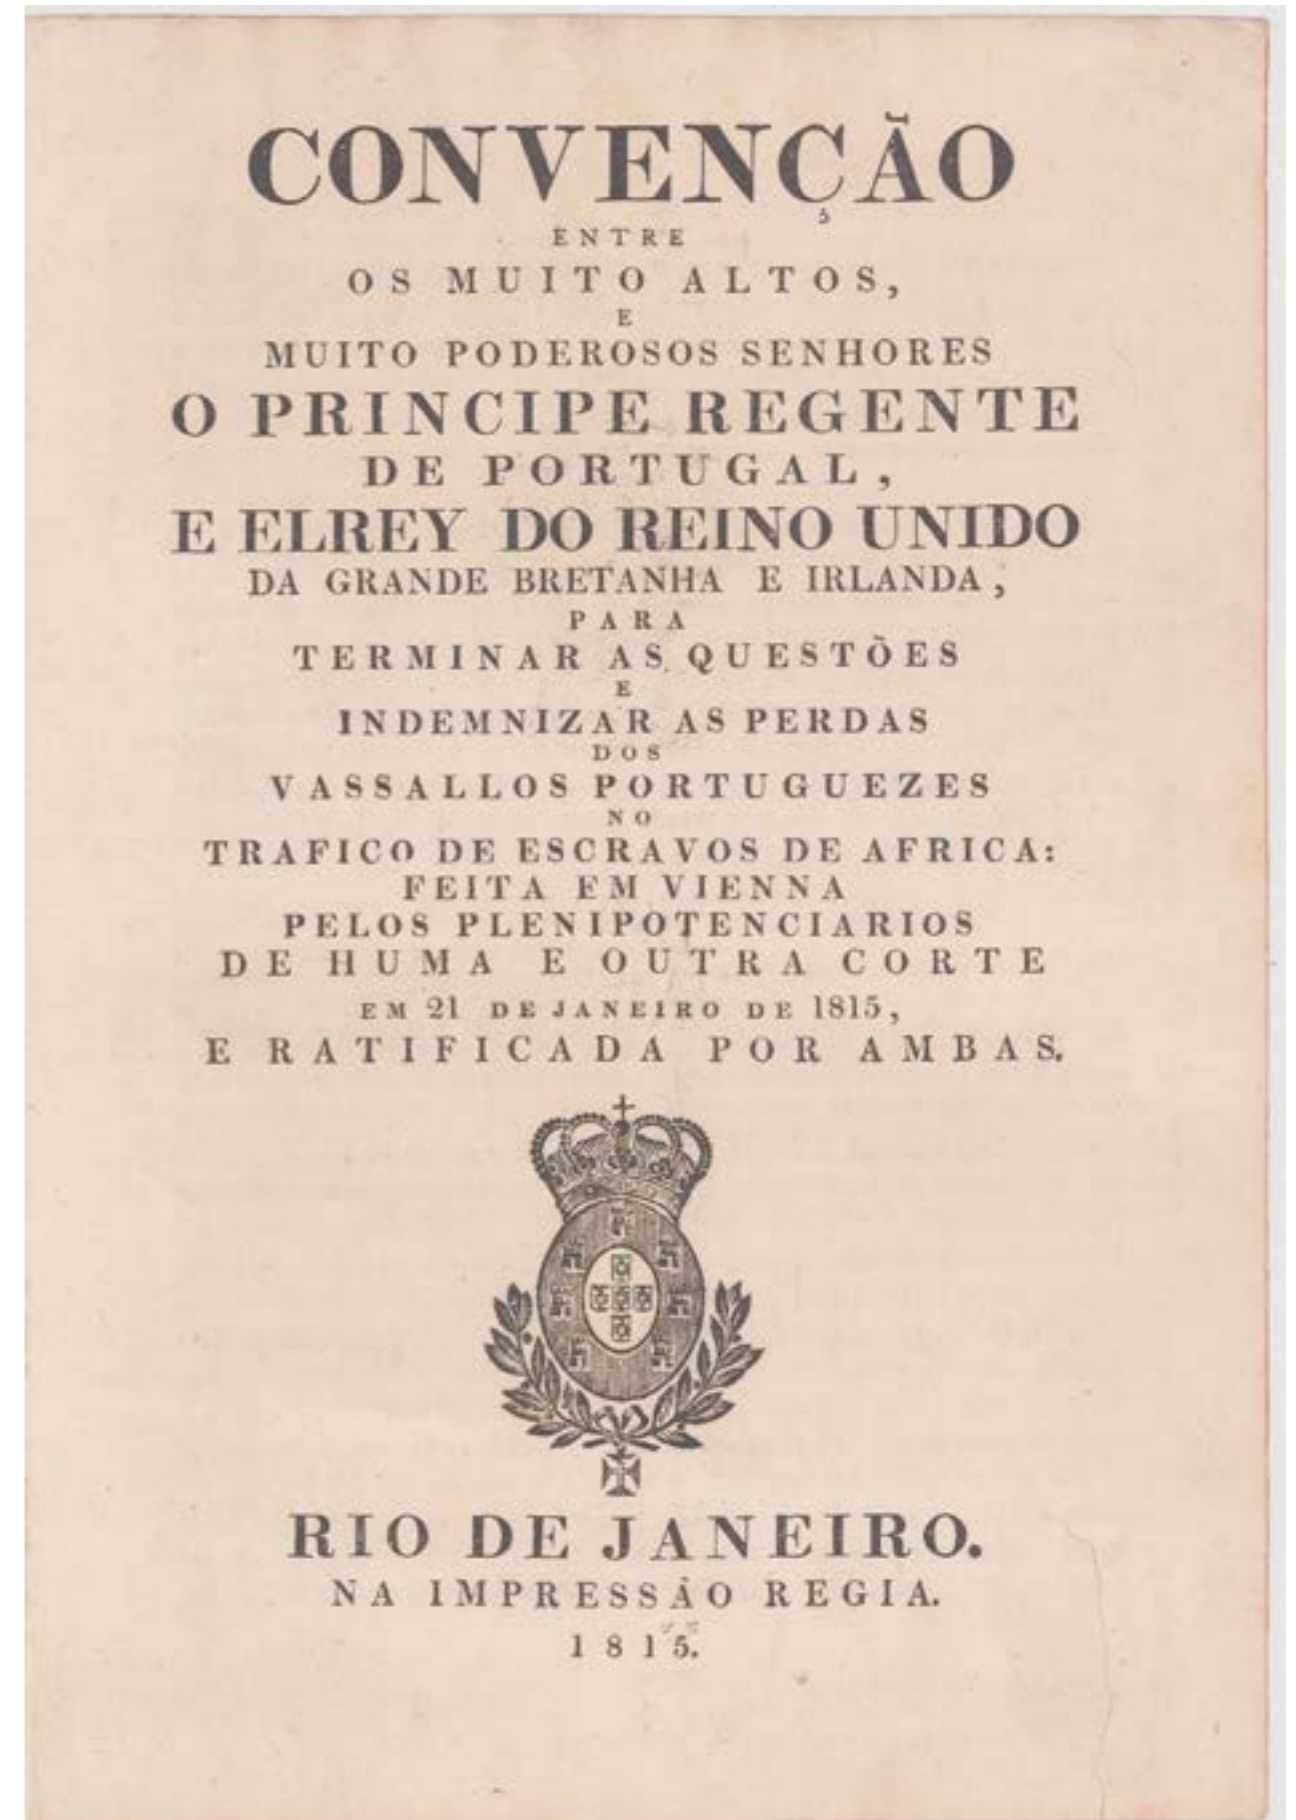 CONVENÇÃO
ENTRE
OS MUITO ALTOS,
E
MUITO PODEROSOS SENHORES
O PRINCIPE REGENTE
DE PORTUGAL,
E ELREY DO REINO UNIDO
DA GRANDE BRETANHA E IRLANDA,
PARA
TERMINAR AS QUESTÕES
E
INDEMNIZAR AS PERDAS
DOS
VASSALLOS PORTUGUEZES
NO
TRAFICO DE ESCRAVOS DE AFRICA:
FEITA EM VIENNA
PELOS PLENIPOTENCIARIOS
DE HUMA E OUTRA CORTE
EM 21 DE JANEIRO DE 1815,
E RATIFICADA POR AMBAS.
RIO DE JANEIRO.
NA IMPRESSÃO REGIA.
1815.